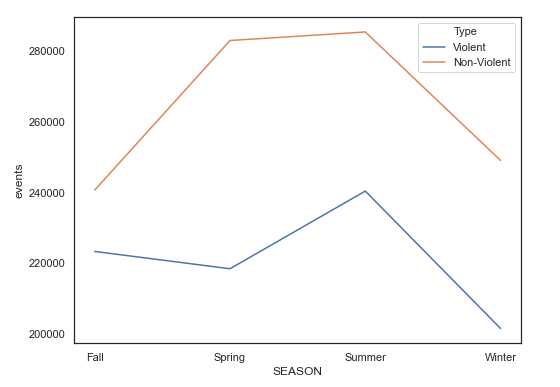 Type
Violent
Non-Violent
280000
260000
240000
220000
200000
events
Fall Spring Summer Winter
SEASON